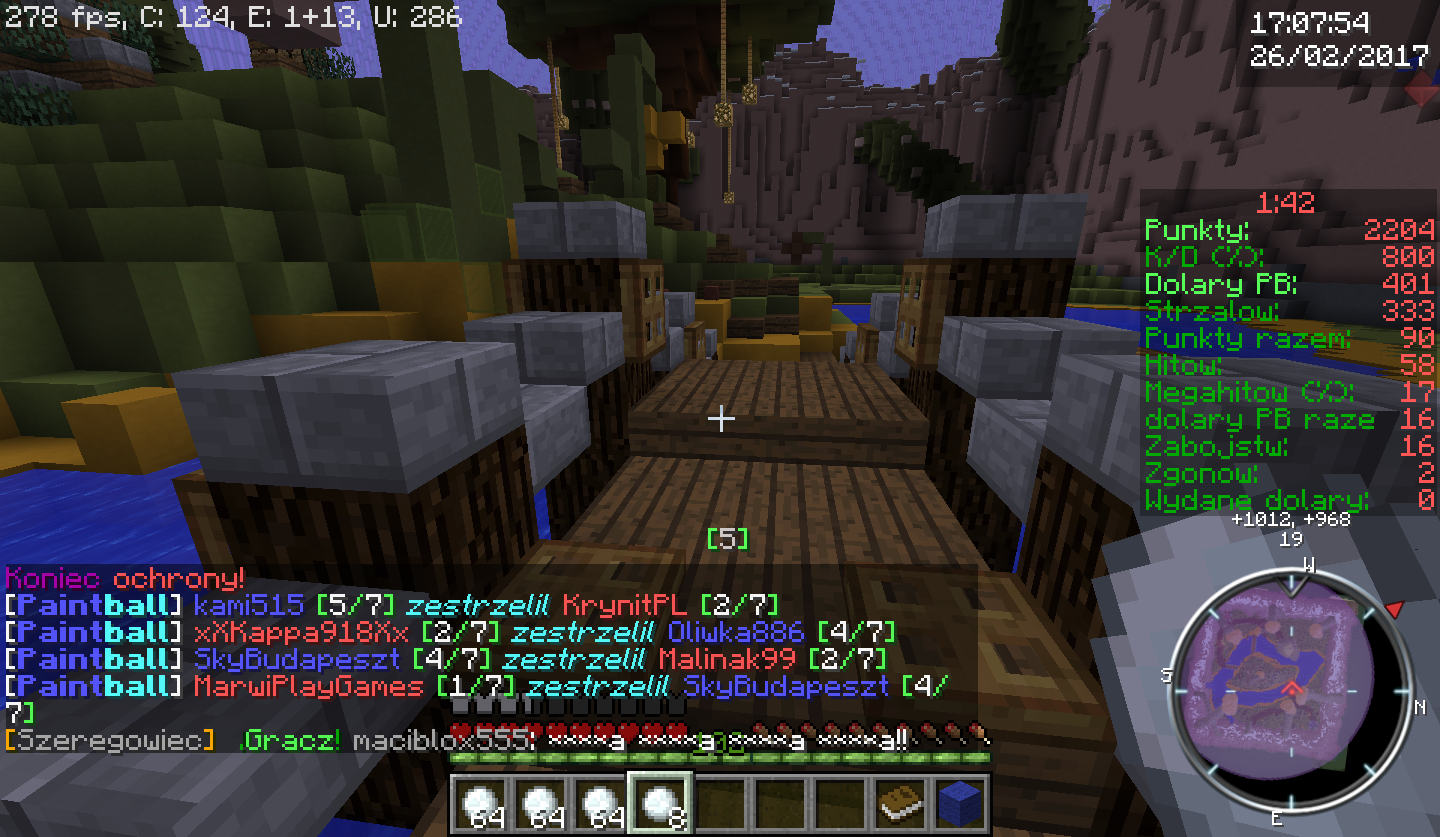 278 fps, C: 124, E: 1+13, U: 286
17:07:54
26/02/2017
1:42
Punkty: 2204
K/D (%): 800
Dolary PB: 401
Strzalow: 333
Punkty razem: 90
Hitow: 58
Megahitow (%): 17
dolary PB raze 16
Zabojstw: 16
Zgonow: 2
Wydane dolary: 0
+1012, +968
19
W
S
N
E
[5]
Koniec ochrony!
[Paintball] kami515 [5/7] zestrzelil KrynitPL [2/7]
[Paintball] xXKappa918Xx [2/7] zestrzelil Oliwka886 [4/7]
[Paintball] SkyBudapeszt [4/7] zestrzelil Malinak99 [2/7]
[Paintball] MarwiPlayGames [1/7] zestrzelil SkyBudapeszt [4/
7]
[Szeregowiec] .Gracz! maciblox555:
64 64 64 8